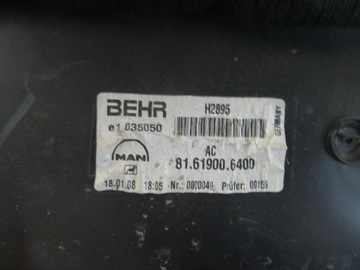 BEHR H2895
e1 035050
GERMANY
MAN AC
81.61900.6400
18.01.08 18:05 Nr.: 0000049 Prüfer: 00159